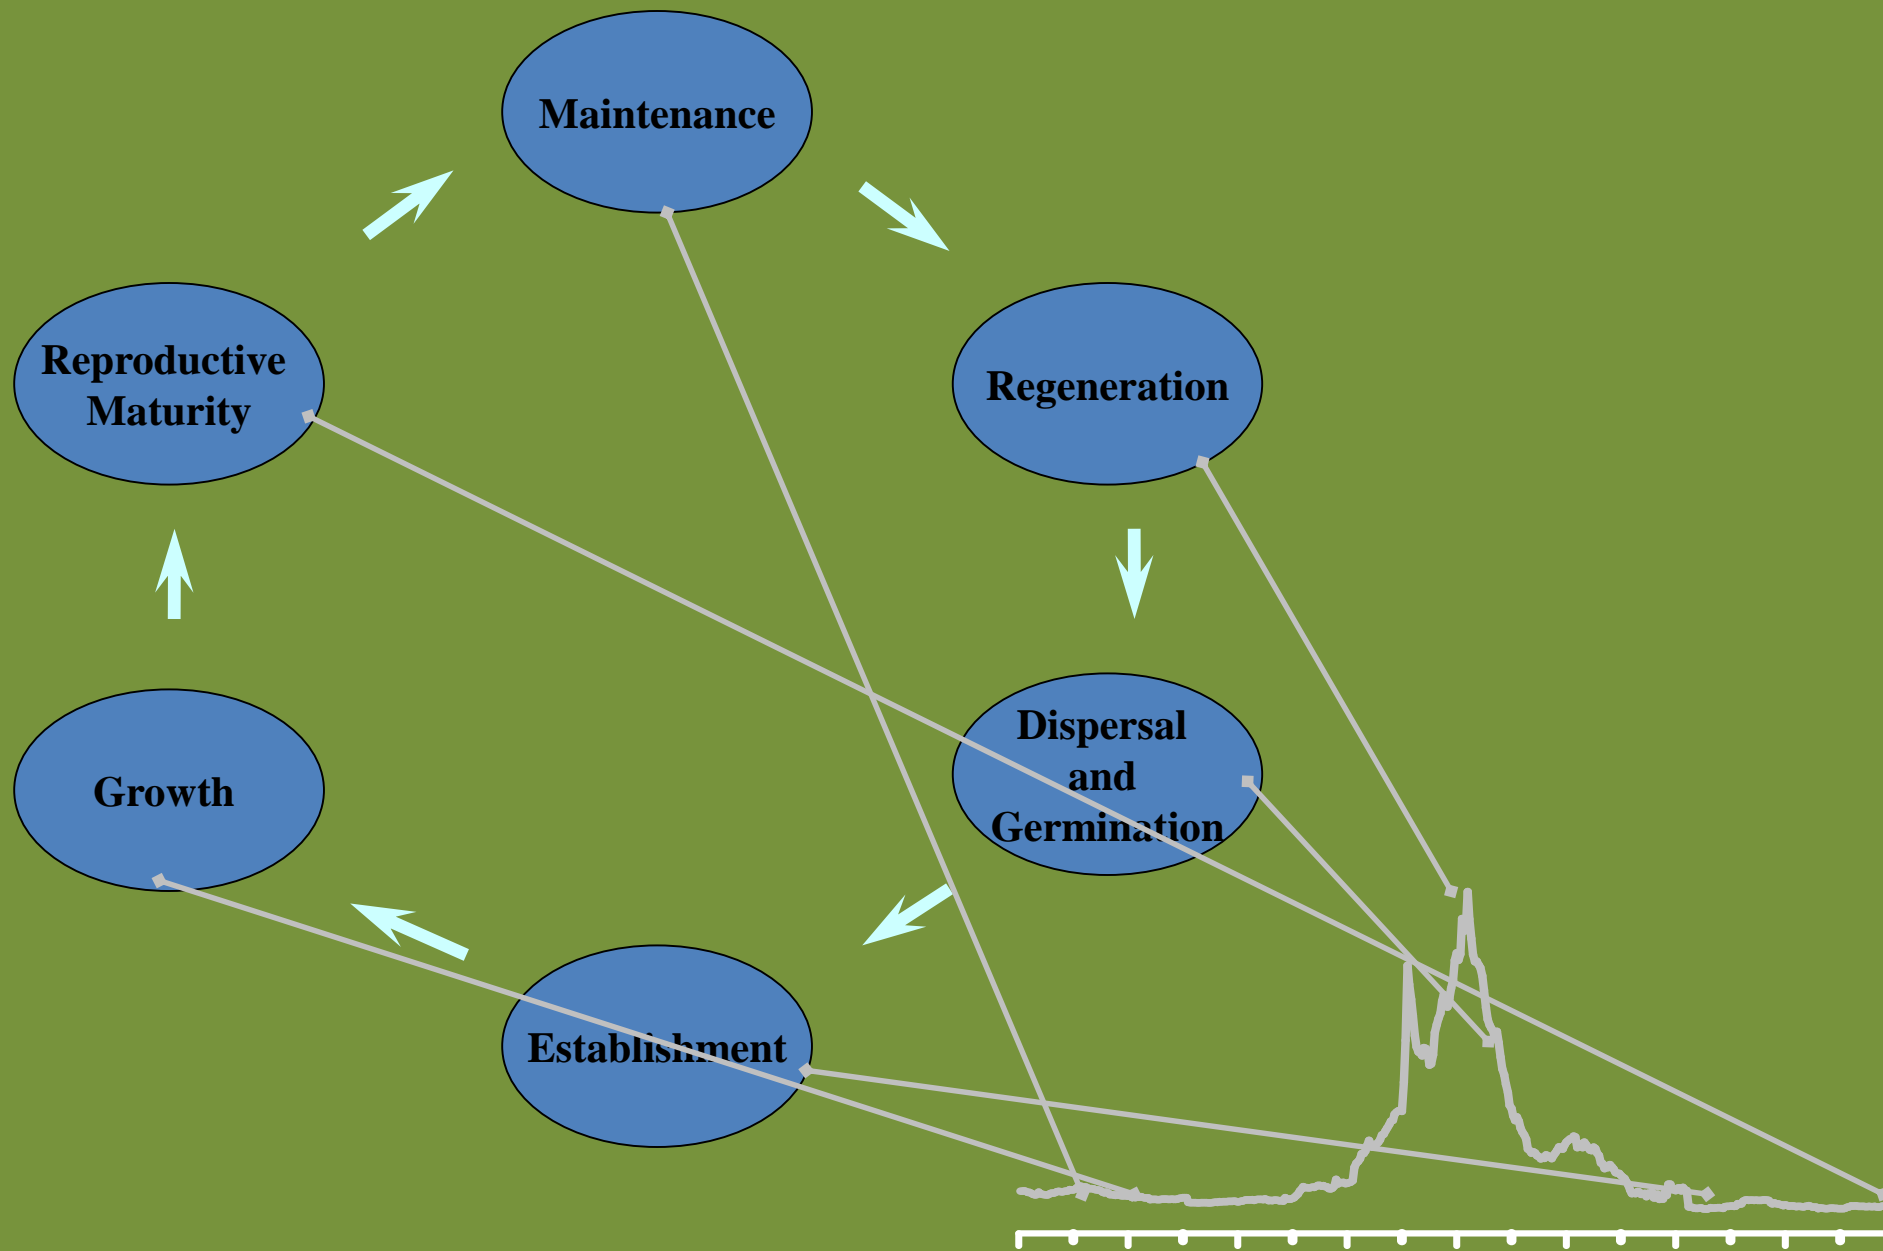 Maintenance
Reproductive
Maturity
Regeneration
Growth
Dispersal
and
Germination
Establishment